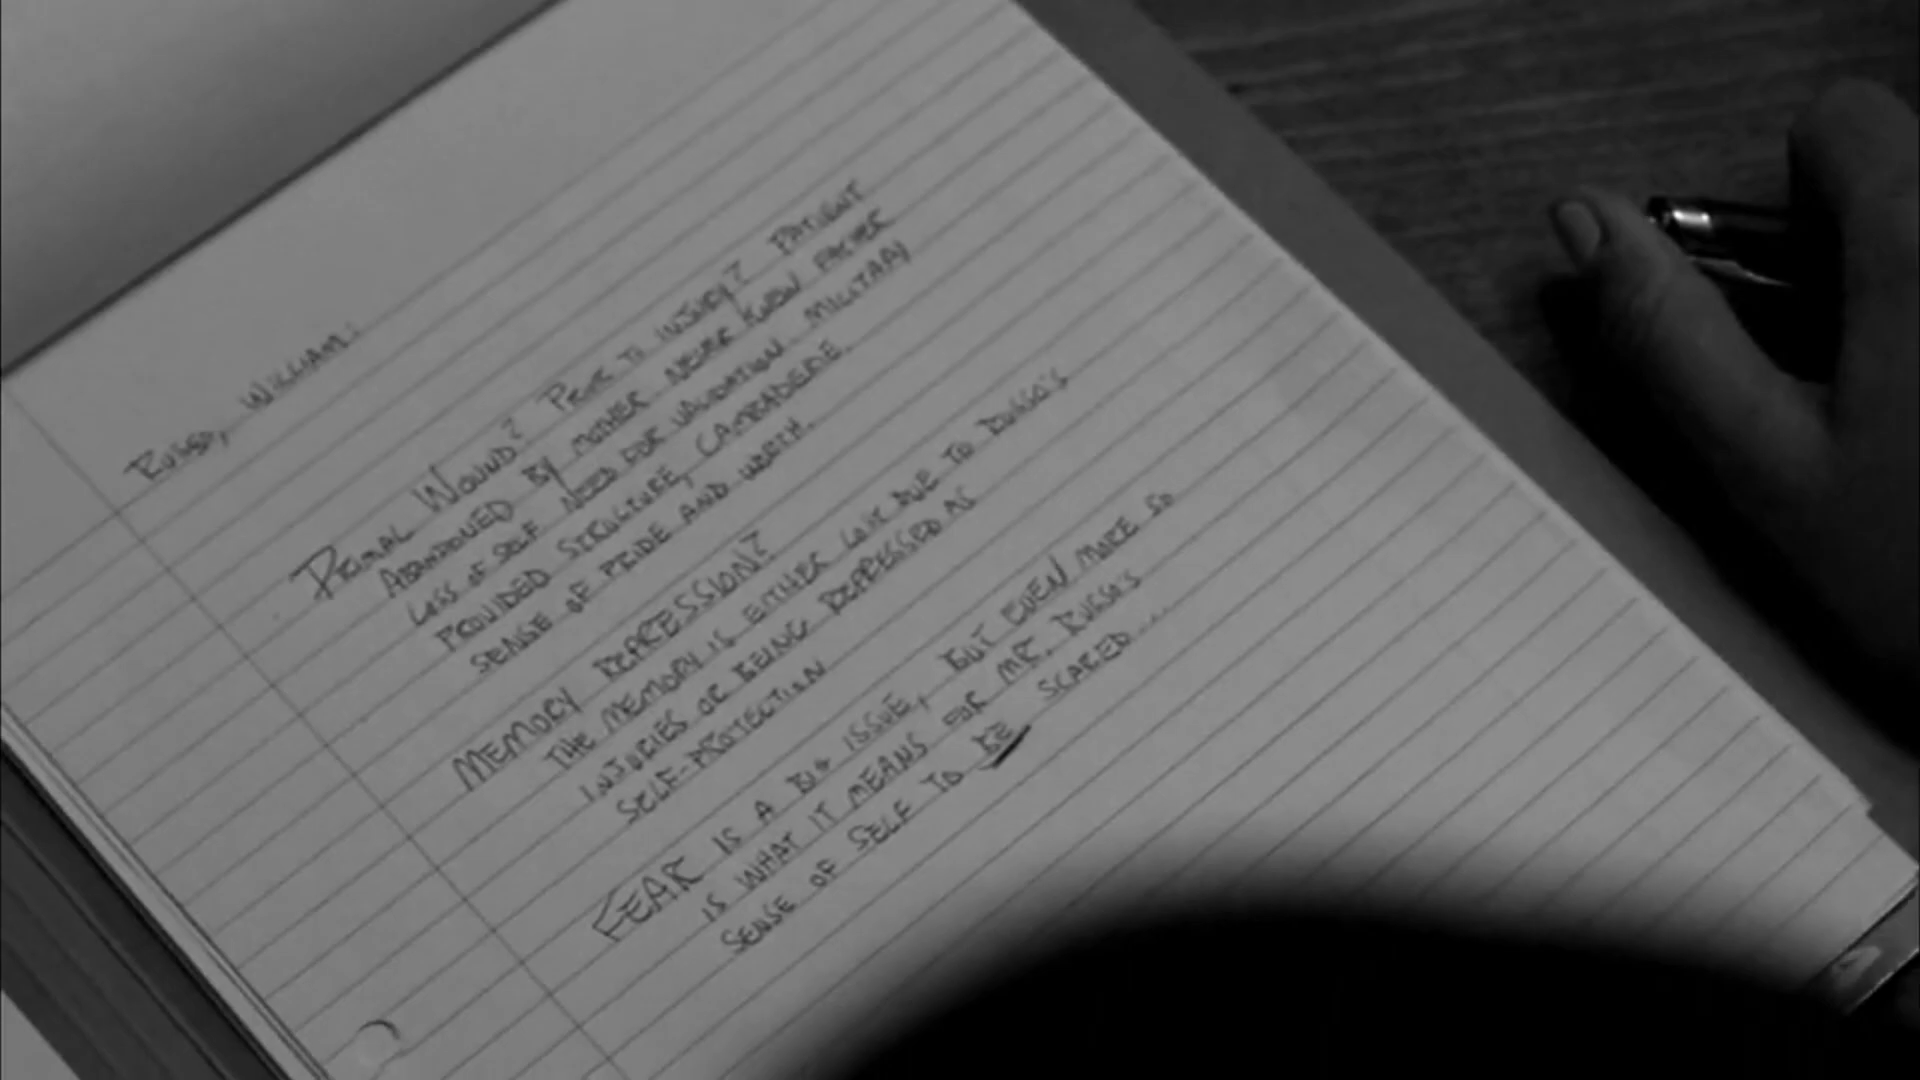 RUSSO, WILLIAM:
PRIMAL WOUND? PRIOR TO INJURY? PATIENT
ABANDONED BY MOTHER NEVER KNEW FATHER
LOSS OF SELF NEED FOR VALIDATION MILITARY
PROVIDED STRUCTURE, CAMERADERIE.
SENSE OF PRIDE AND WORTH.
MEMORY REPRESSION?
THE MEMORY IS EITHER LOST DUE TO RUSSO'S
INJURIES OR BEING REPRESSED AS
SELF-PROTECTION
FEAR IS A BIG ISSUE, BUT EVEN MORE SO
IS WHAT IT MEANS FOR MR. RUSSO'S
SENSE OF SELF TO BE SCARED...